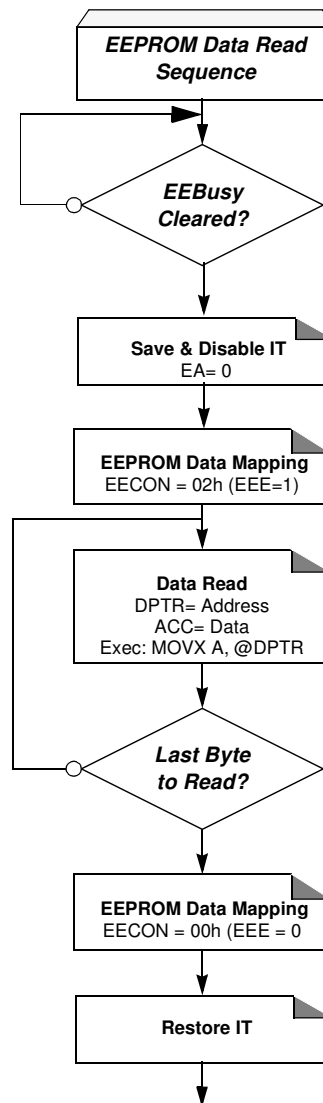 EEPROM Data Read
Sequence
EEBusy
Cleared?
Save & Disable IT
EA= 0
EEPROM Data Mapping
EECON = 02h (EEE=1)
Data Read
DPTR= Address
ACC= Data
Exec: MOVX A, @DPTR
Last Byte
to Read?
EEPROM Data Mapping
EECON = 00h (EEE = 0
Restore IT